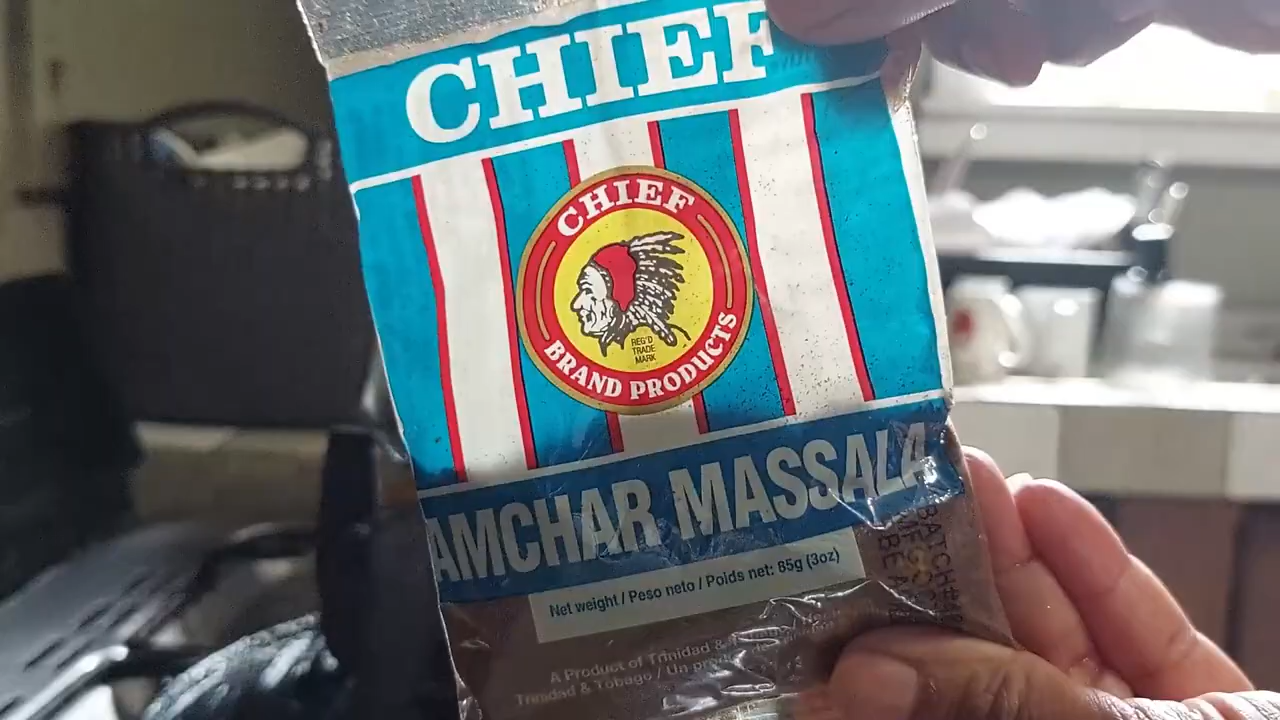 CHIEF
CHIEF
REG'D
TRADE
MARK
BRAND PRODUCTS
AMCHAR MASSALA
Net weight / Peso neto / Poids net: 85g (3oz)
A Product of Trinidad &
Trinidad & Tobago / Un
BATCH